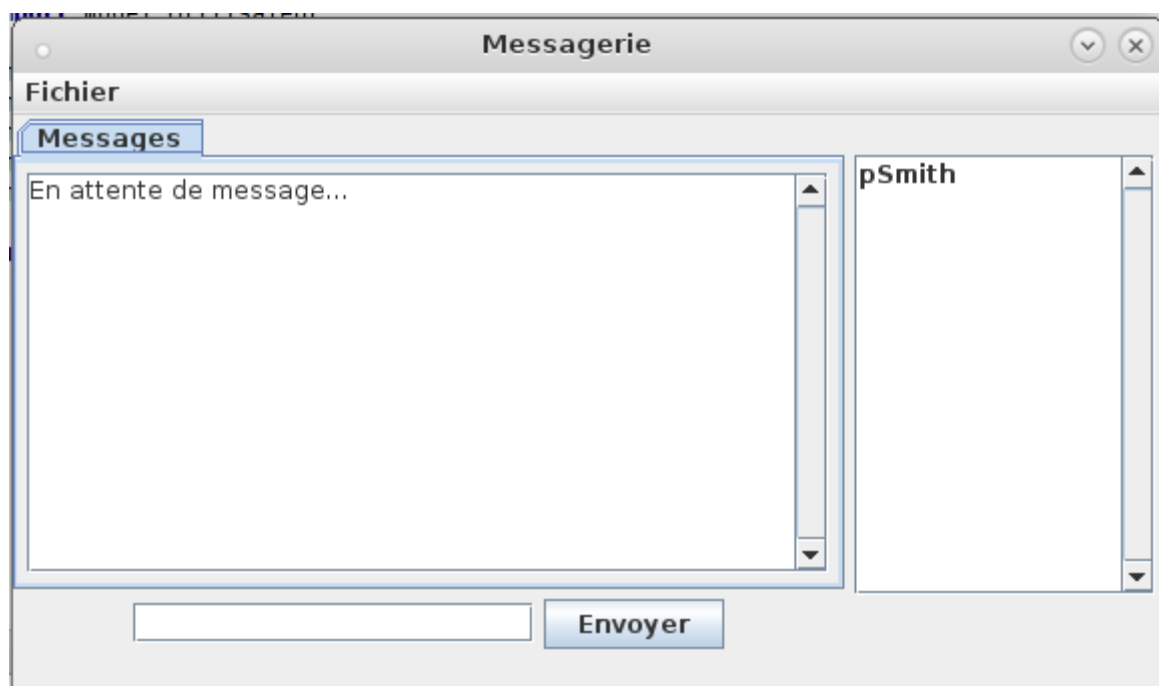 Messagerie
Fichier
Messages
En attente de message...
pSmith
Envoyer